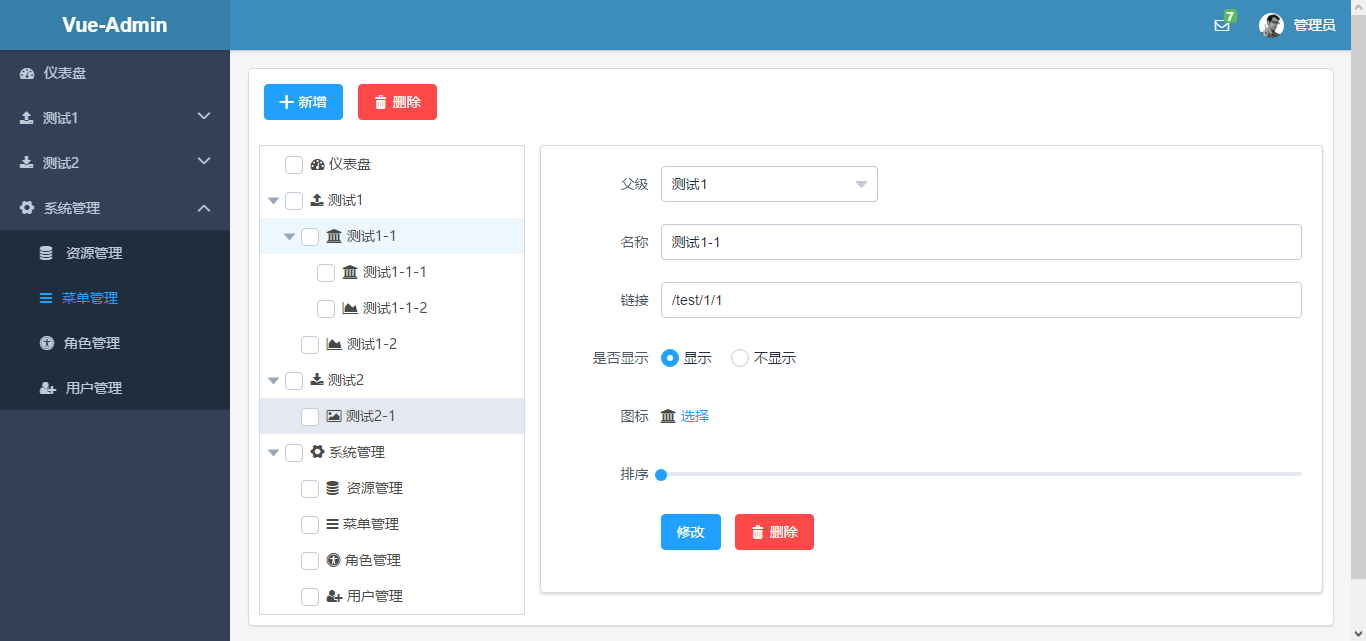 Vue-Admin
7
管理员
仪表盘
测试1
测试2
系统管理
资源管理
菜单管理
角色管理
用户管理
新增 删除
仪表盘
测试1
测试1-1
测试1-1-1
测试1-1-2
测试1-2
测试2
测试2-1
系统管理
资源管理
菜单管理
角色管理
用户管理
父级 测试1
名称 测试1-1
链接 /test/1/1
是否显示 显示 不显示
图标 选择
排序
修改 删除